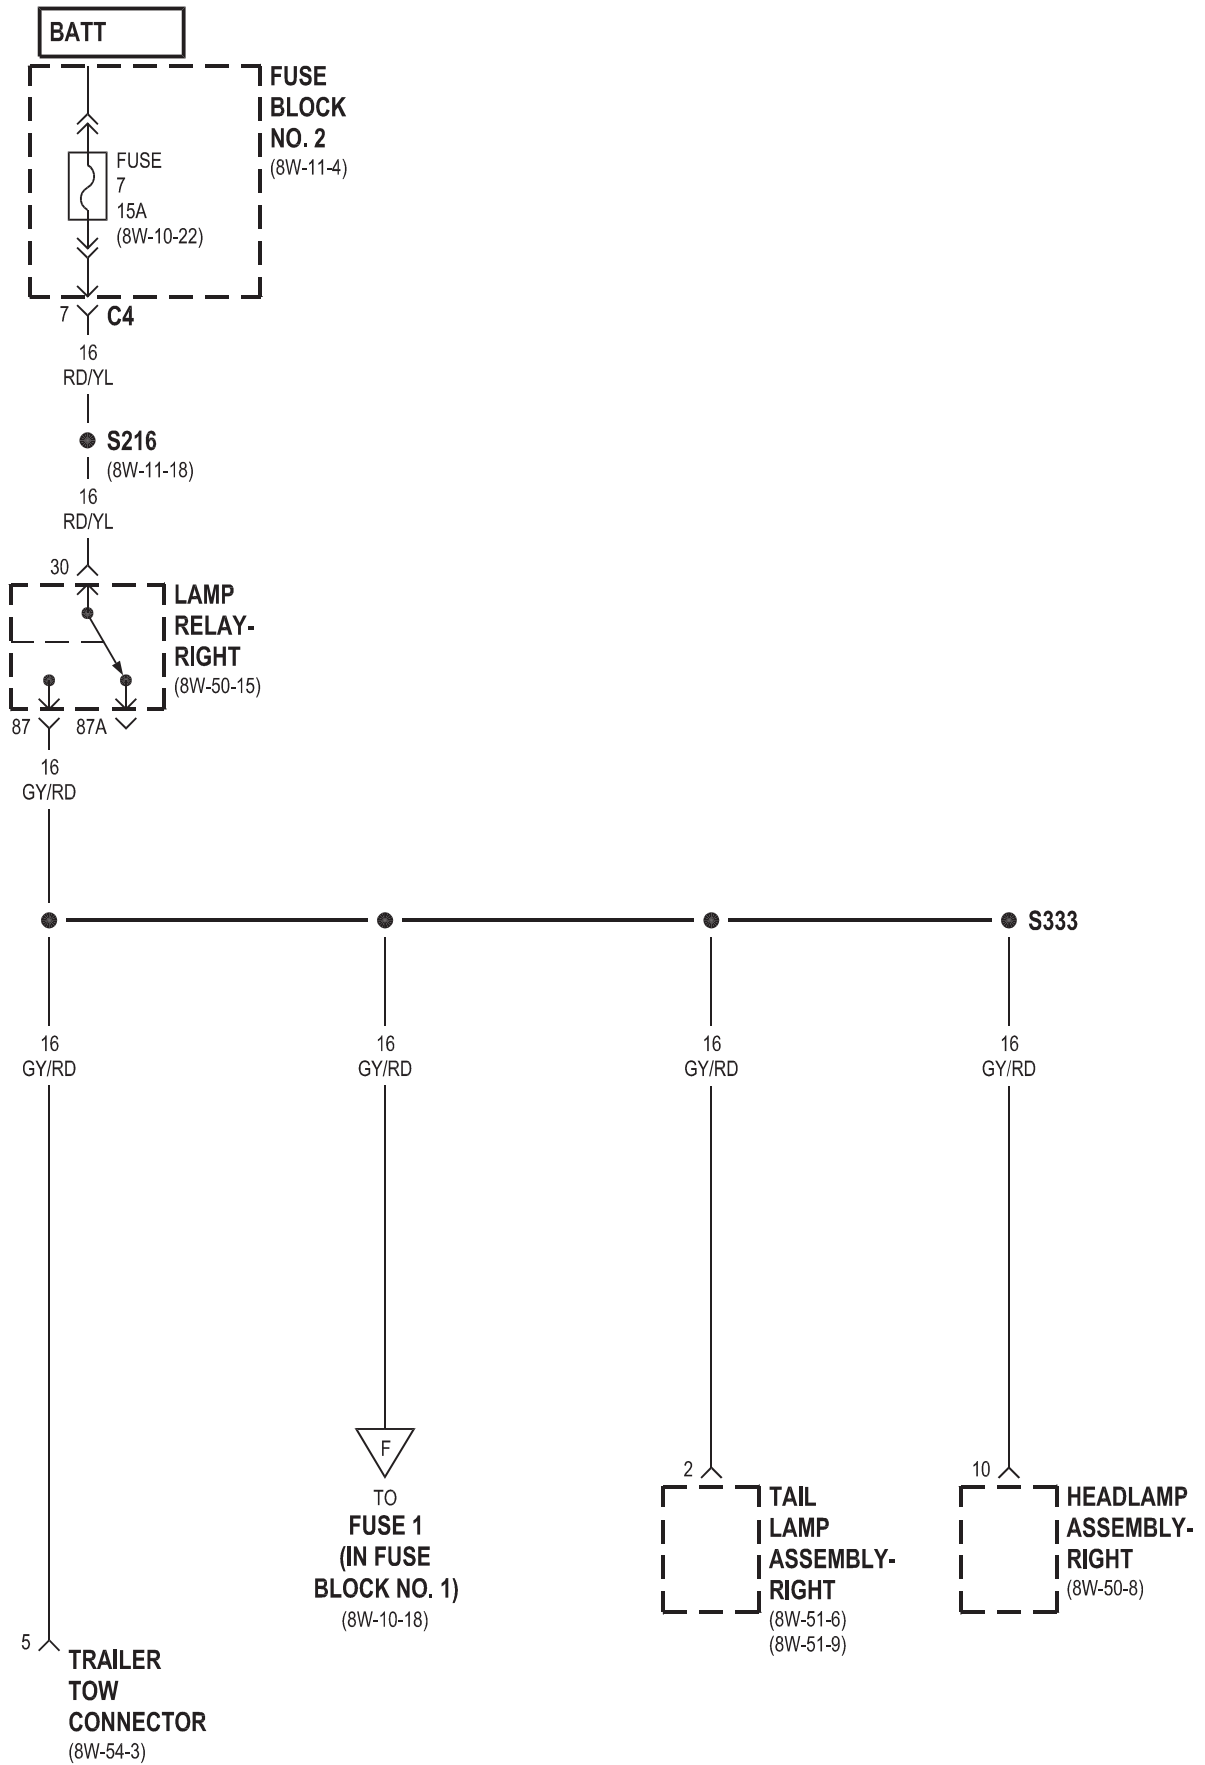 BATT
FUSE
BLOCK
NO. 2
(8W-11-4)
FUSE
7
15A
(8W-10-22)
7
C4
16
RD/YL
S216
(8W-11-18)
16
RD/YL
30
LAMP
RELAY-
RIGHT
(8W-50-15)
87
87A
16
GY/RD
S333
16
GY/RD
16
GY/RD
16
GY/RD
16
GY/RD
F
TO
FUSE 1
(IN FUSE
BLOCK NO. 1)
(8W-10-18)
2
TAIL
LAMP
ASSEMBLY-
RIGHT
(8W-51-6)
(8W-51-9)
10
HEADLAMP
ASSEMBLY-
RIGHT
(8W-50-8)
5
TRAILER
TOW
CONNECTOR
(8W-54-3)